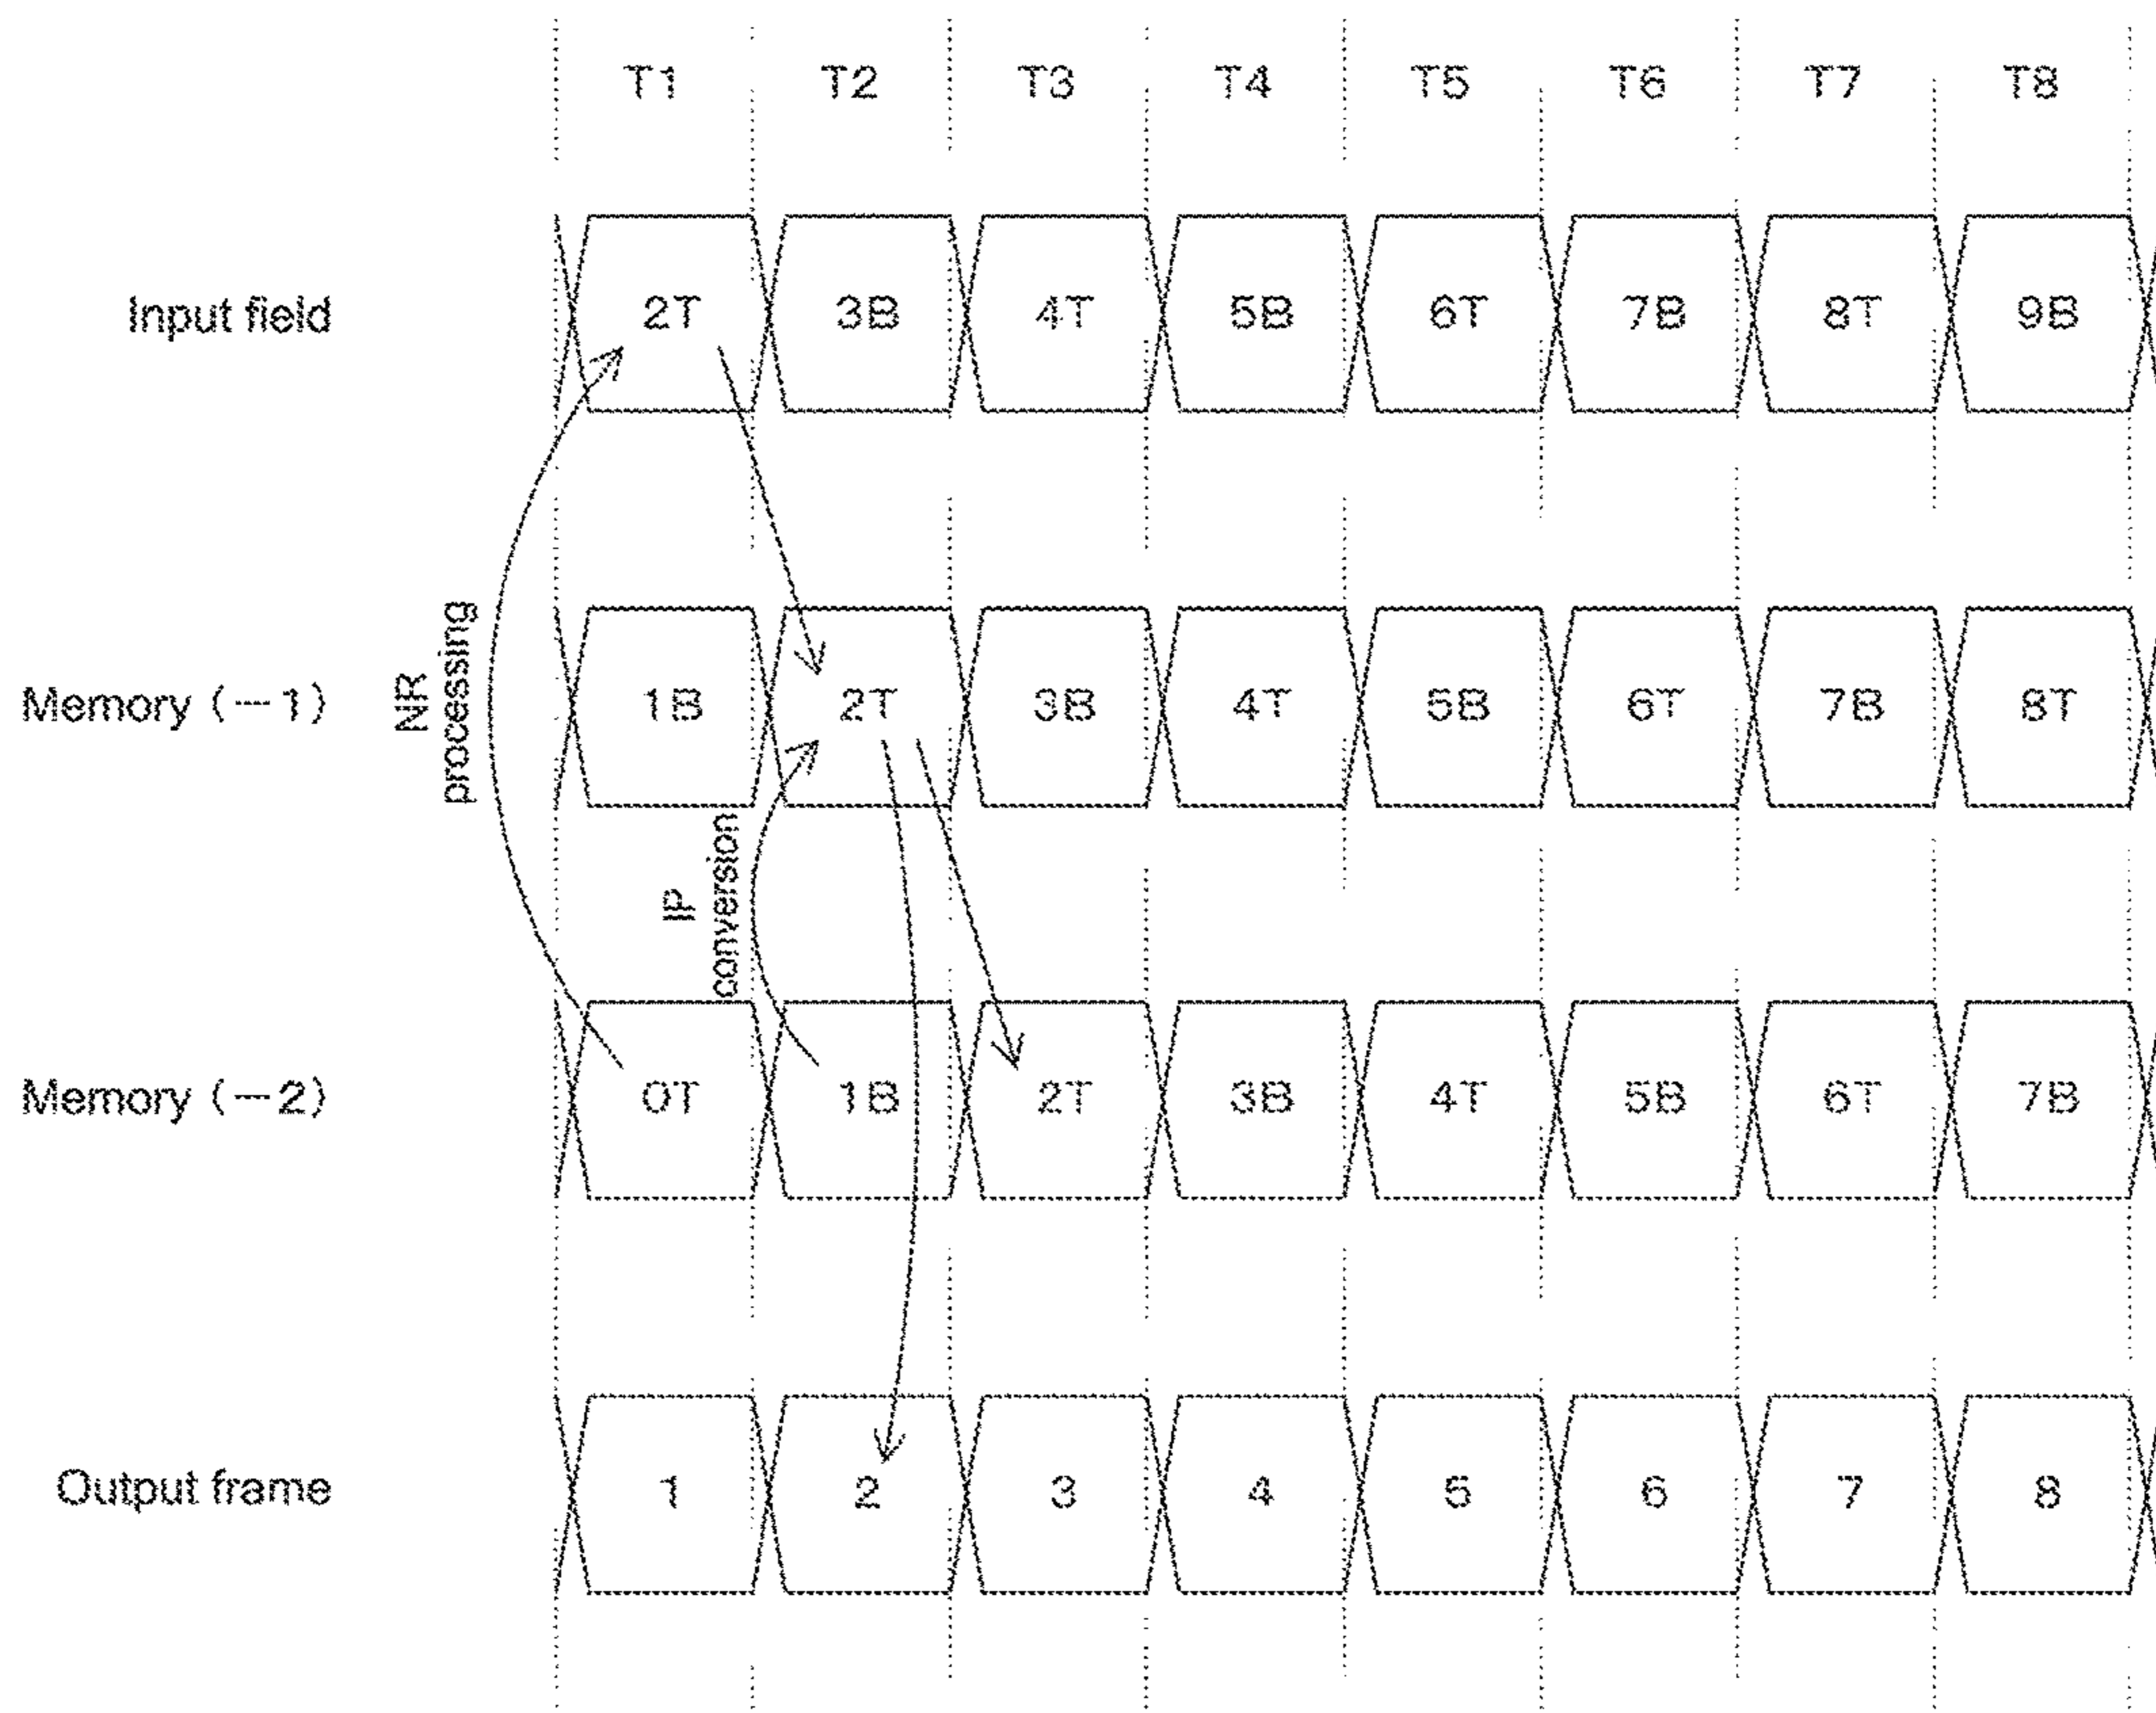 T1 T2 T3 T4 T5 T6 T7 T8
Input field 2T 3B 4T 5B 6T 7B 8T 9B
NR
processing
Memory (−1) 1B 2T 3B 4T 5B 6T 7B 8T
IP
conversion
Memory (−2) 0T 1B 2T 3B 4T 5B 6T 7B
Output frame 1 2 3 4 5 6 7 8